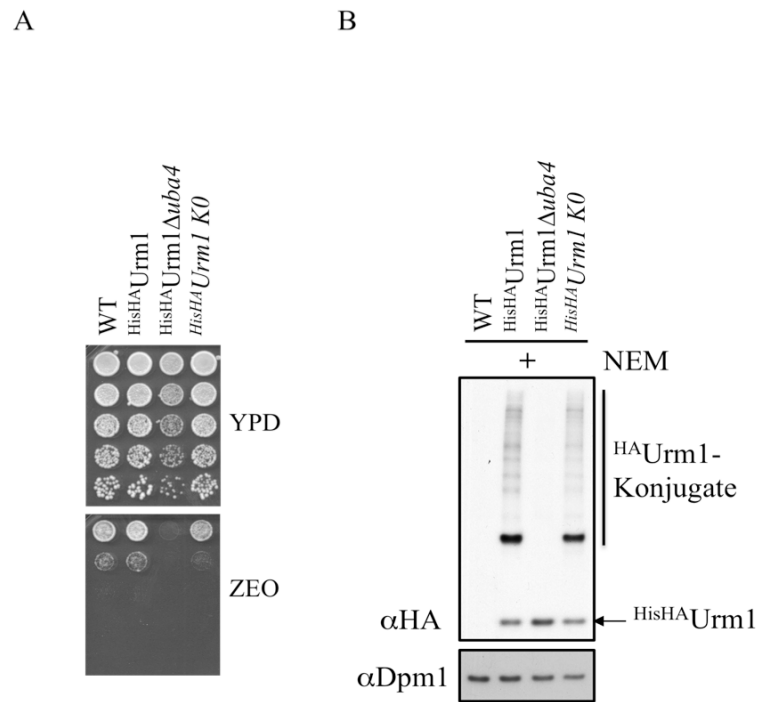 A
B
WT
HisHAUrm1
HisHAUrm1Δuba4
HisHAUrm1 K0
YPD
ZEO
WT
HisHAUrm1
HisHAUrm1Δuba4
HisHAUrm1 K0
+
NEM
HAUrm1-
Konjugate
αHA
HisHAUrm1
αDpm1